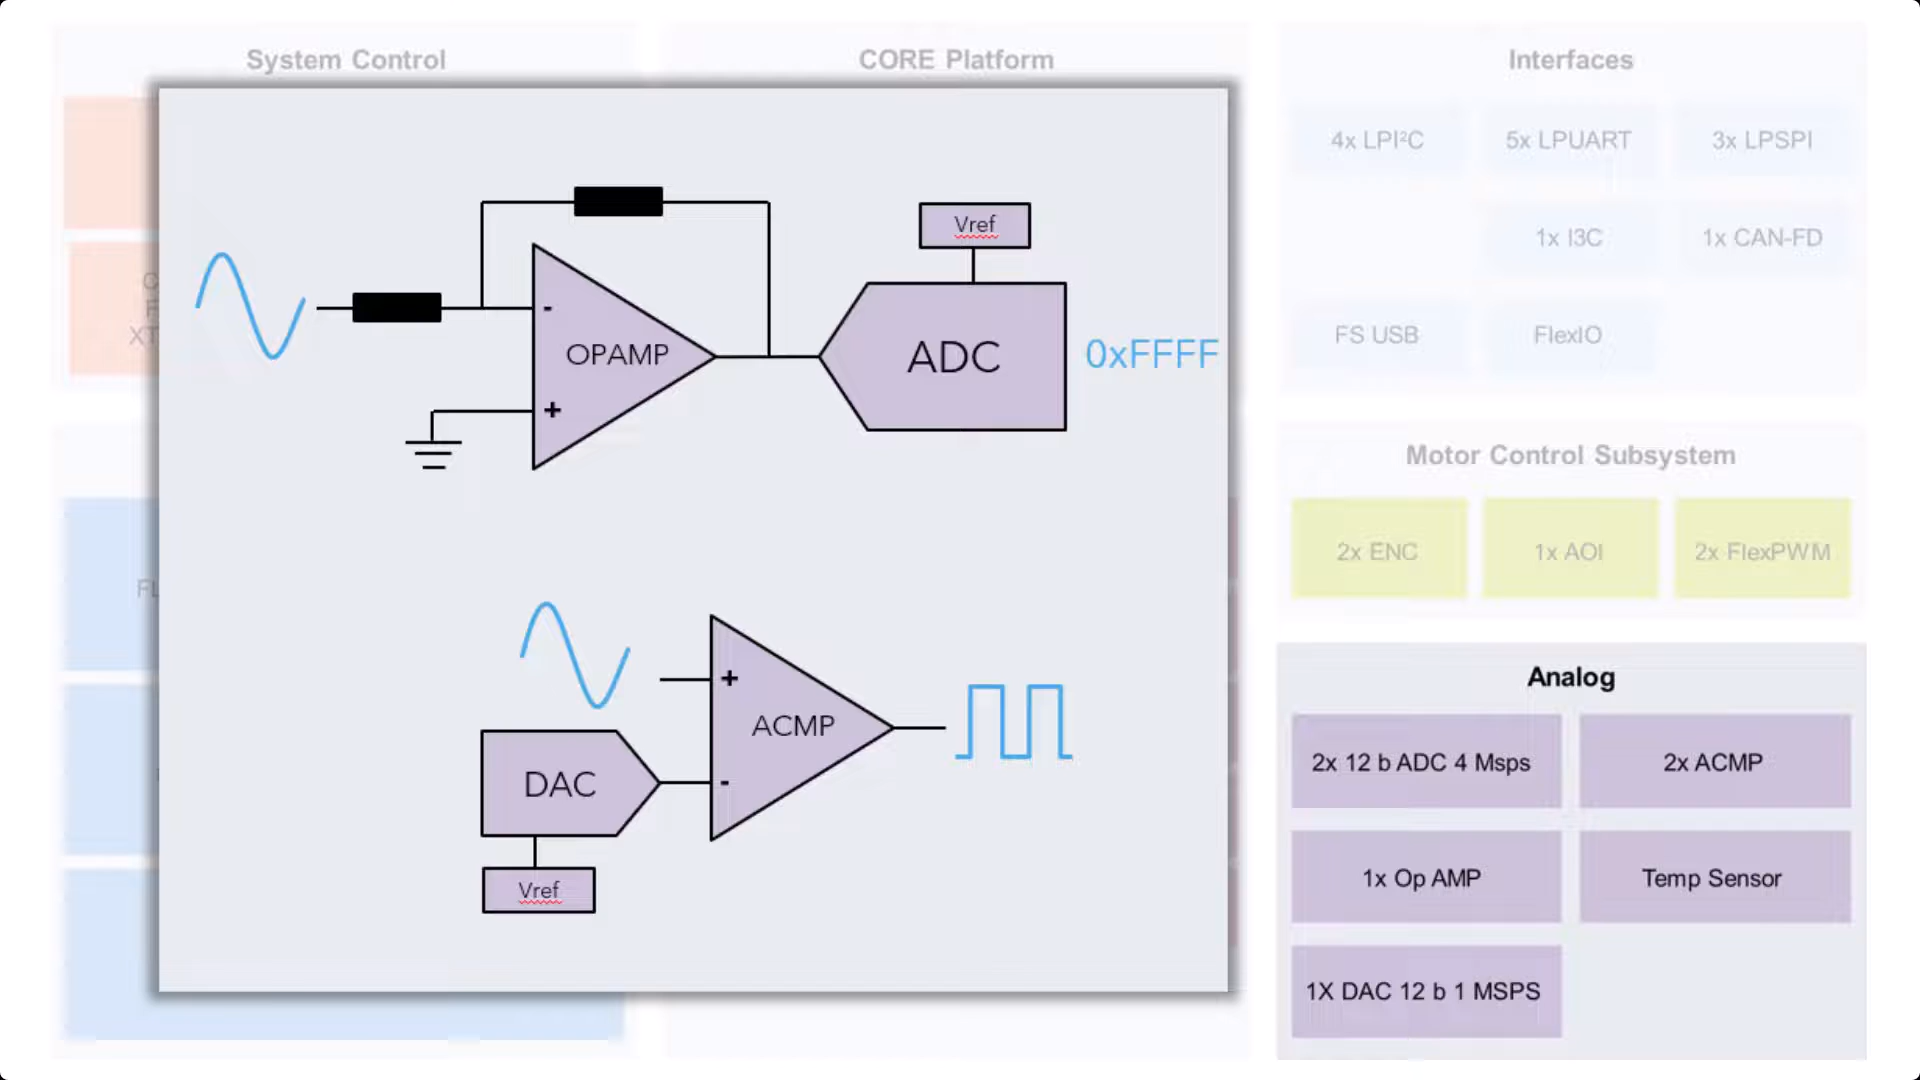 System Control
CORE Platform
Interfaces
4x LPI²C
5x LPUART
3x LPSPI
1x I3C
1x CAN-FD
FS USB
FlexIO
Vref
-
OPAMP
+
ADC
0xFFFF
XT
FL
Motor Control Subsystem
2x ENC
1x AOI
2x FlexPWM
+
ACMP
-
DAC
Vref
Analog
2x 12 b ADC 4 Msps
2x ACMP
1x Op AMP
Temp Sensor
1X DAC 12 b 1 MSPS